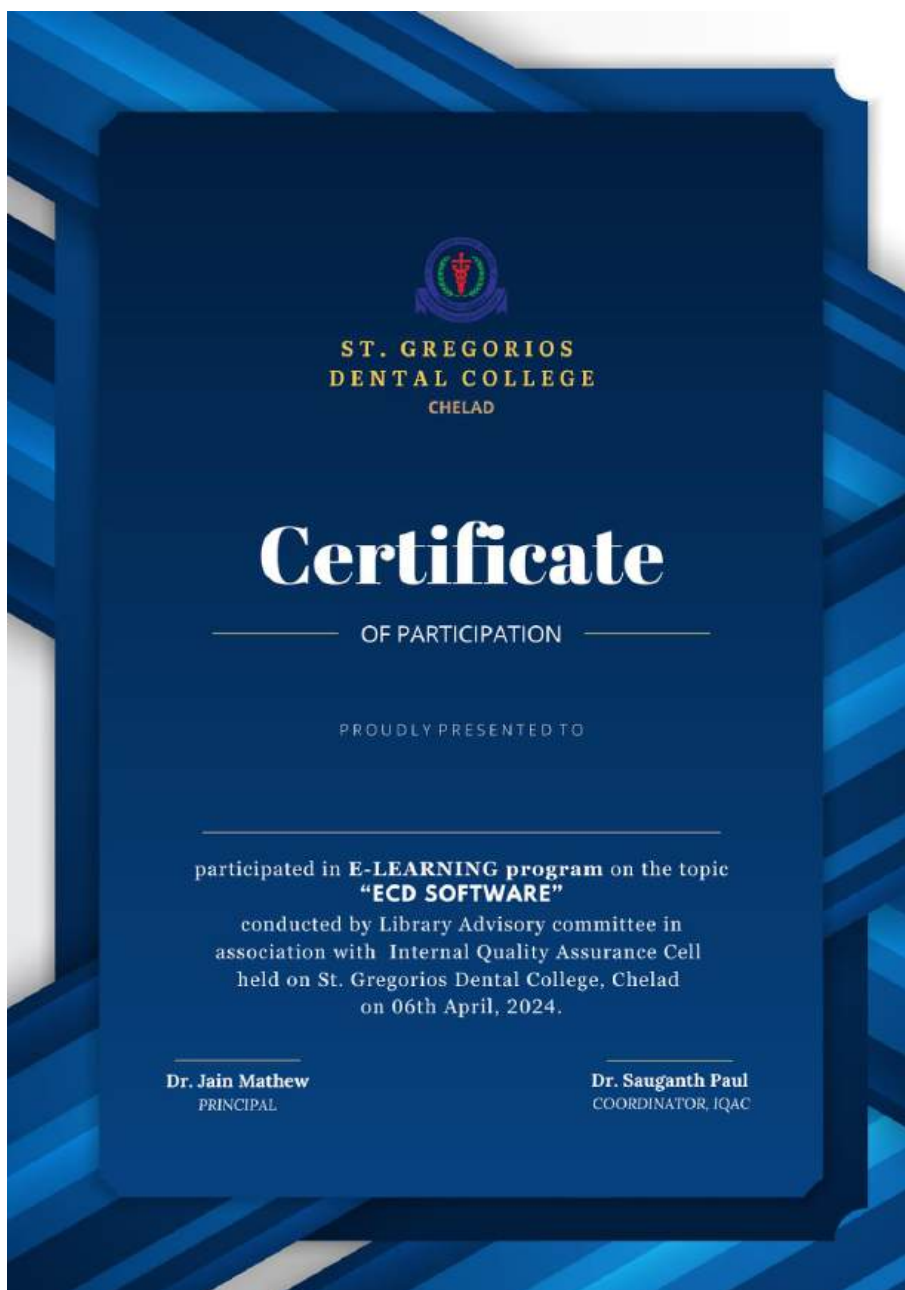 ST. GREGORIOS
DENTAL COLLEGE
CHELAD
Certificate
OF PARTICIPATION
PROUDLY PRESENTED TO
participated in E-LEARNING program on the topic
“ECD SOFTWARE”
conducted by Library Advisory committee in
association with Internal Quality Assurance Cell
held on St. Gregorios Dental College, Chelad
on 06th April, 2024.
Dr. Jain Mathew
PRINCIPAL
Dr. Sauganth Paul
COORDINATOR, IQAC